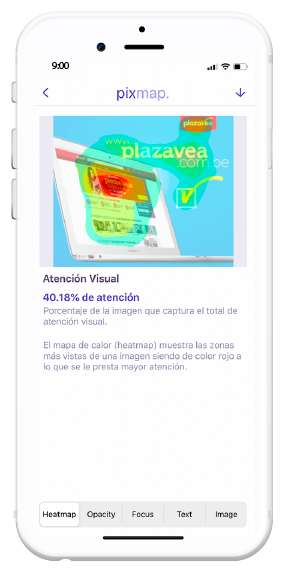 9:00
pixmap.
plazavea
www.
plazavea
.com.pe
Atención Visual
40.18% de atención
Porcentaje de la imagen que captura el total de
atención visual.
El mapa de calor (heatmap) muestra las zonas
más vistas de una imagen siendo de color rojo a
lo que se le presta mayor atención.
Heatmap Opacity Focus Text Image